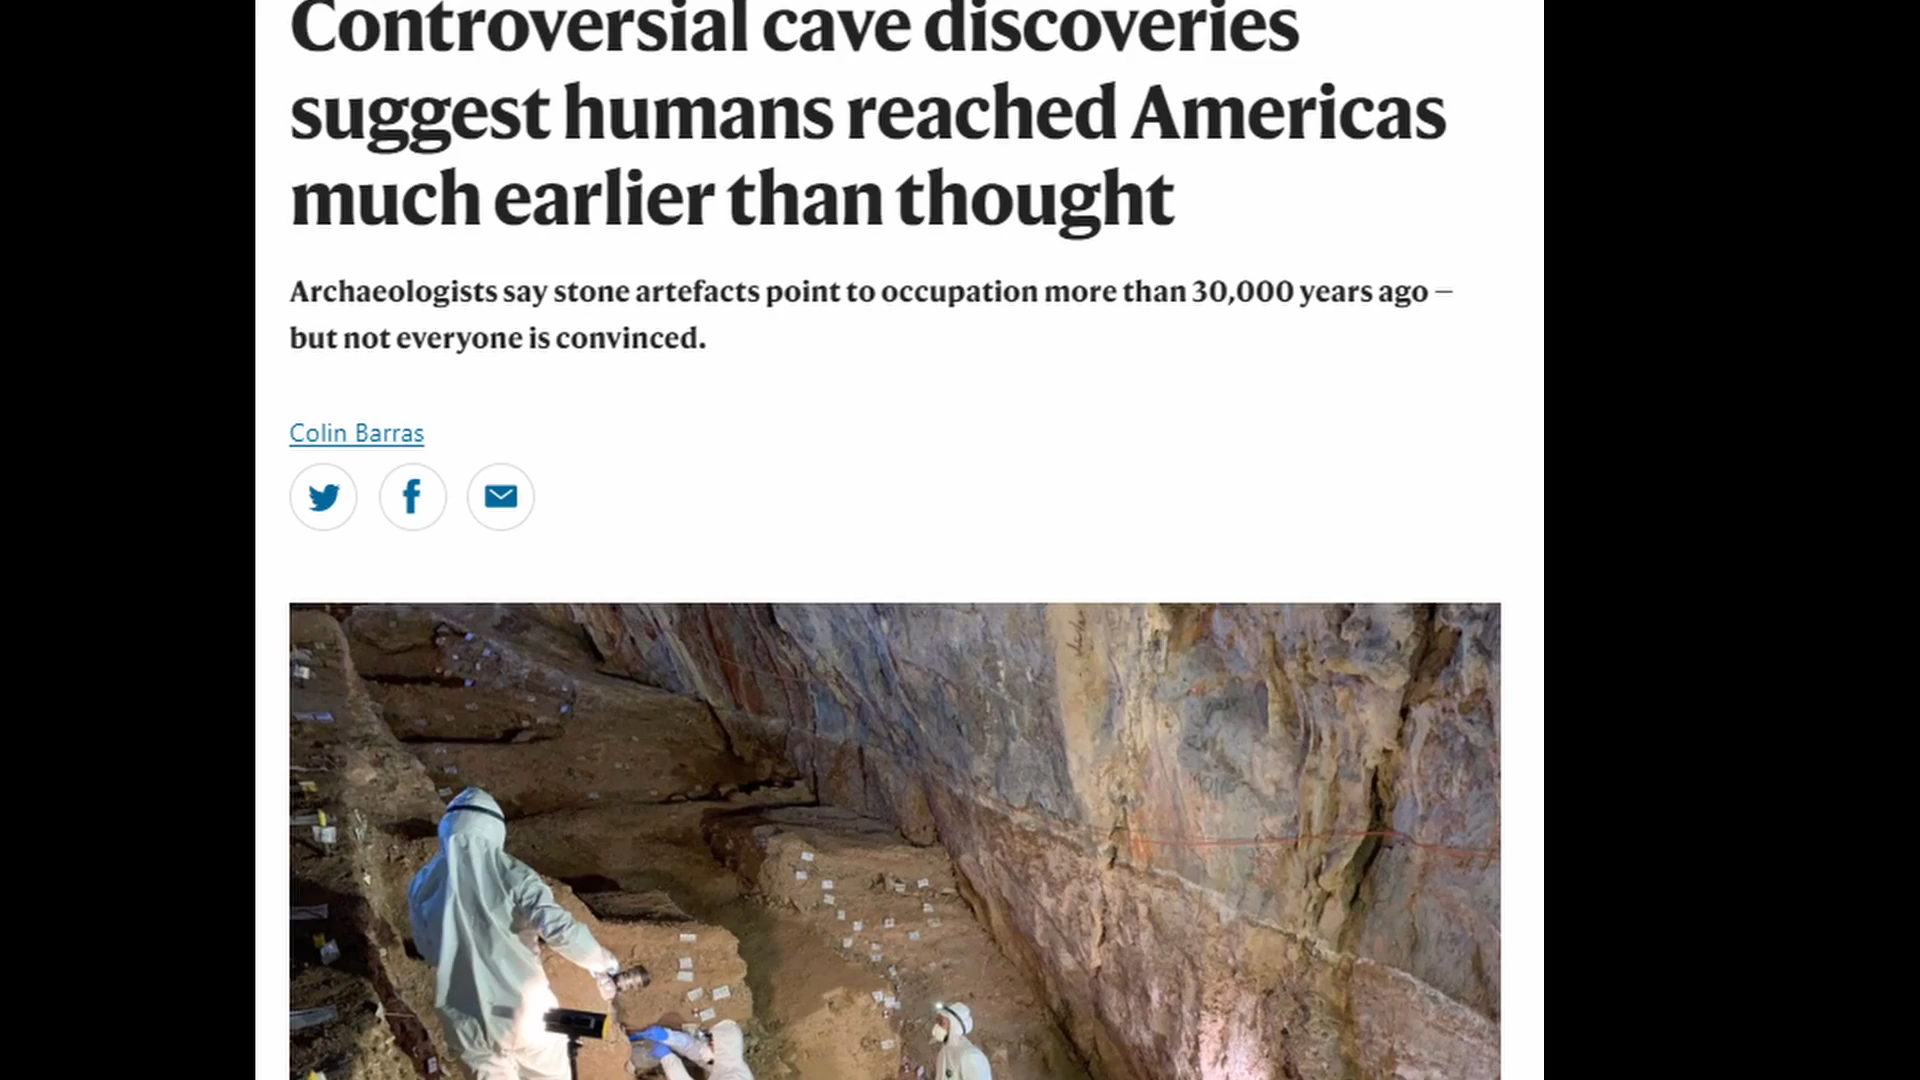 Controversial cave discoveries
suggest humans reached Americas
much earlier than thought
Archaeologists say stone artefacts point to occupation more than 30,000 years ago —
but not everyone is convinced.
Colin Barras